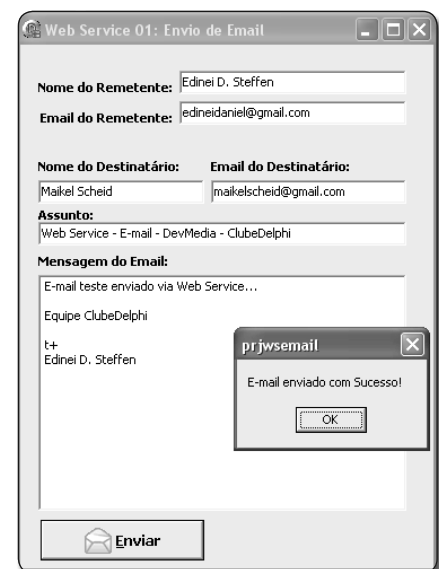 Web Service 01: Envio de Email
Nome do Remetente: Edinei D. Steffen
Email do Remetente: edineidaniel@gmail.com
Nome do Destinatário: Email do Destinatário:
Maikel Scheid maikelscheid@gmail.com
Assunto:
Web Service - E-mail - DevMedia - ClubeDelphi
Mensagem do Email:
E-mail teste enviado via Web Service...
Equipe ClubeDelphi
t+
Edinei D. Steffen
prjwsemail
E-mail enviado com Sucesso!
OK
Enviar